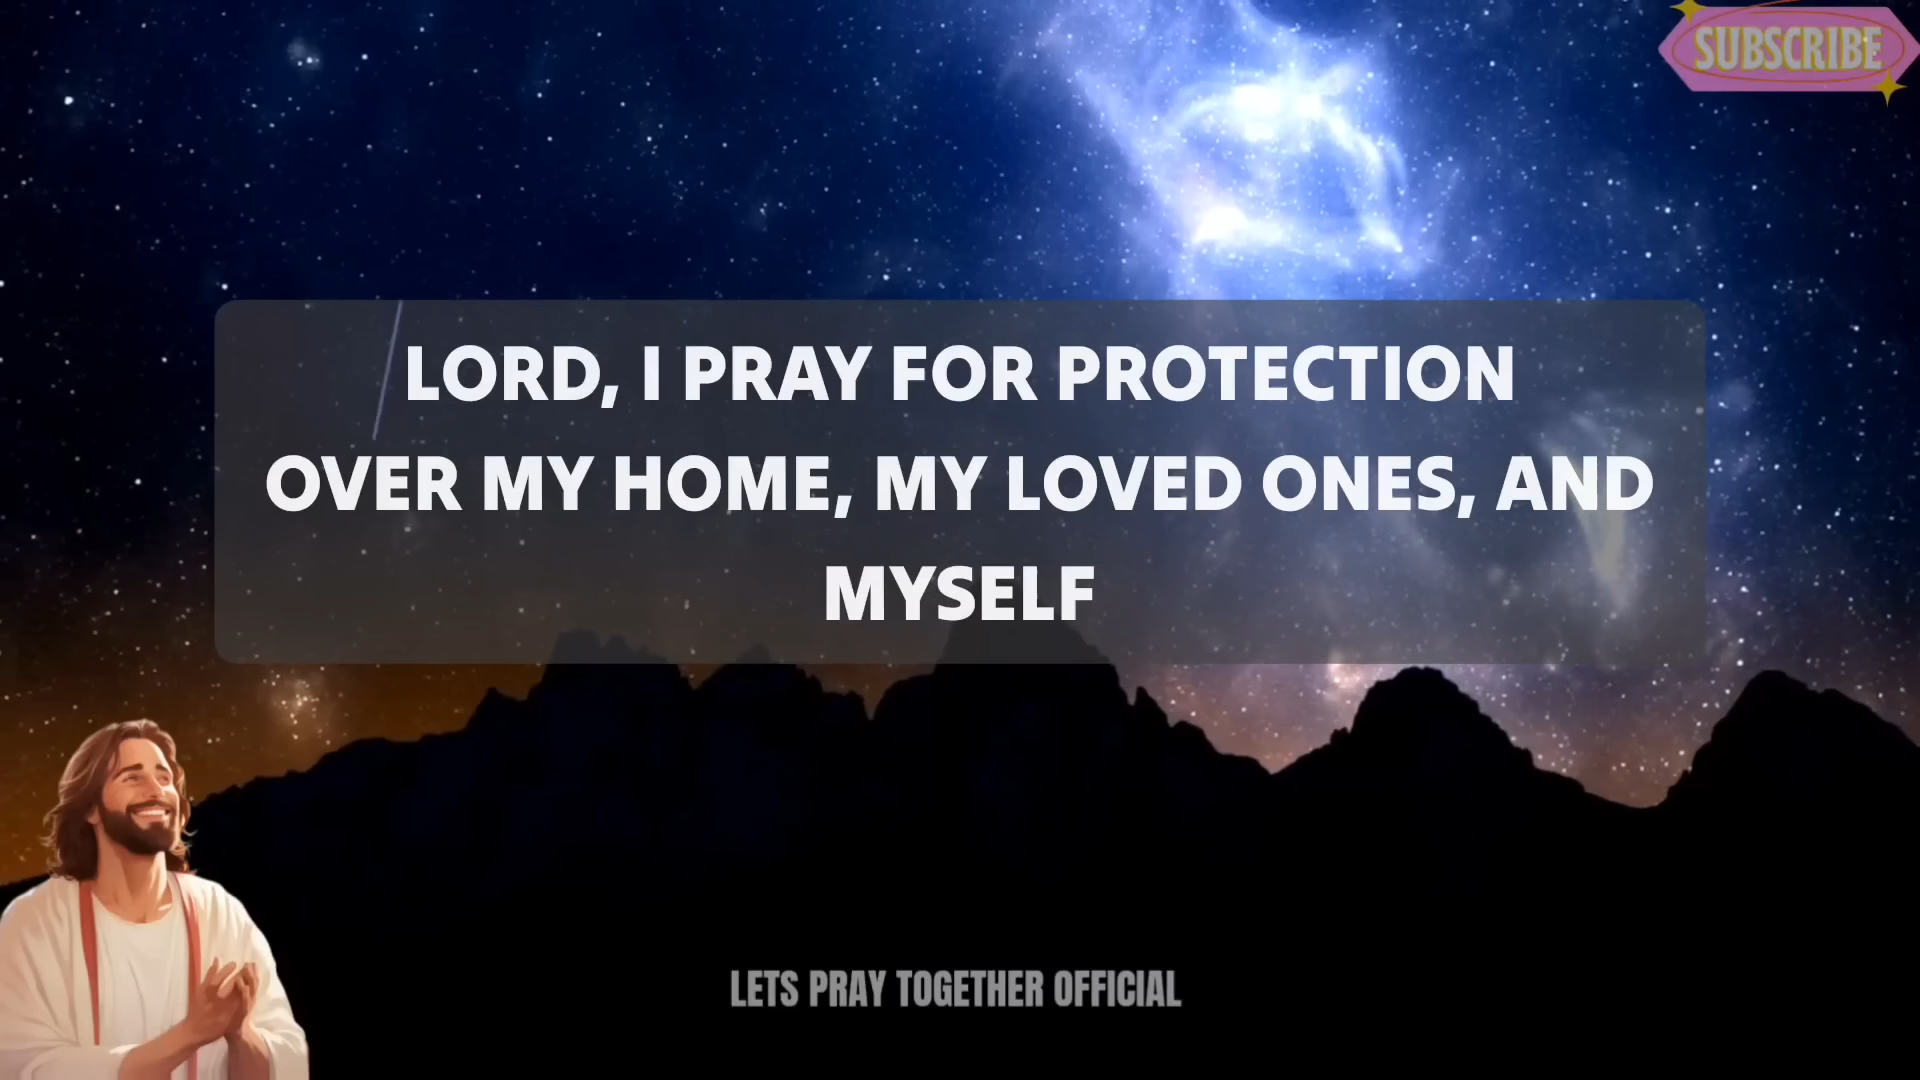 SUBSCRIBE
LORD, I PRAY FOR PROTECTION
OVER MY HOME, MY LOVED ONES, AND
MYSELF
LETS PRAY TOGETHER OFFICIAL